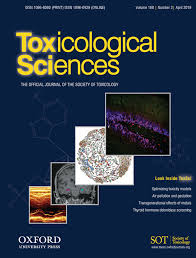 ISSN 1096-6080 (PRINT) ISSN 1096-0929 (ONLINE)
Volume 168 | Number 2 | April 2019
Toxicological
Sciences
THE OFFICIAL JOURNAL OF THE SOCIETY OF TOXICOLOGY
Look Inside ToxSci
Optimizing toxicity models
Air pollution and gestation
Transgenerational effects of metals
Thyroid hormone deiodinase screening
OXFORD
UNIVERSITY PRESS
SOT
Society of
Toxicology